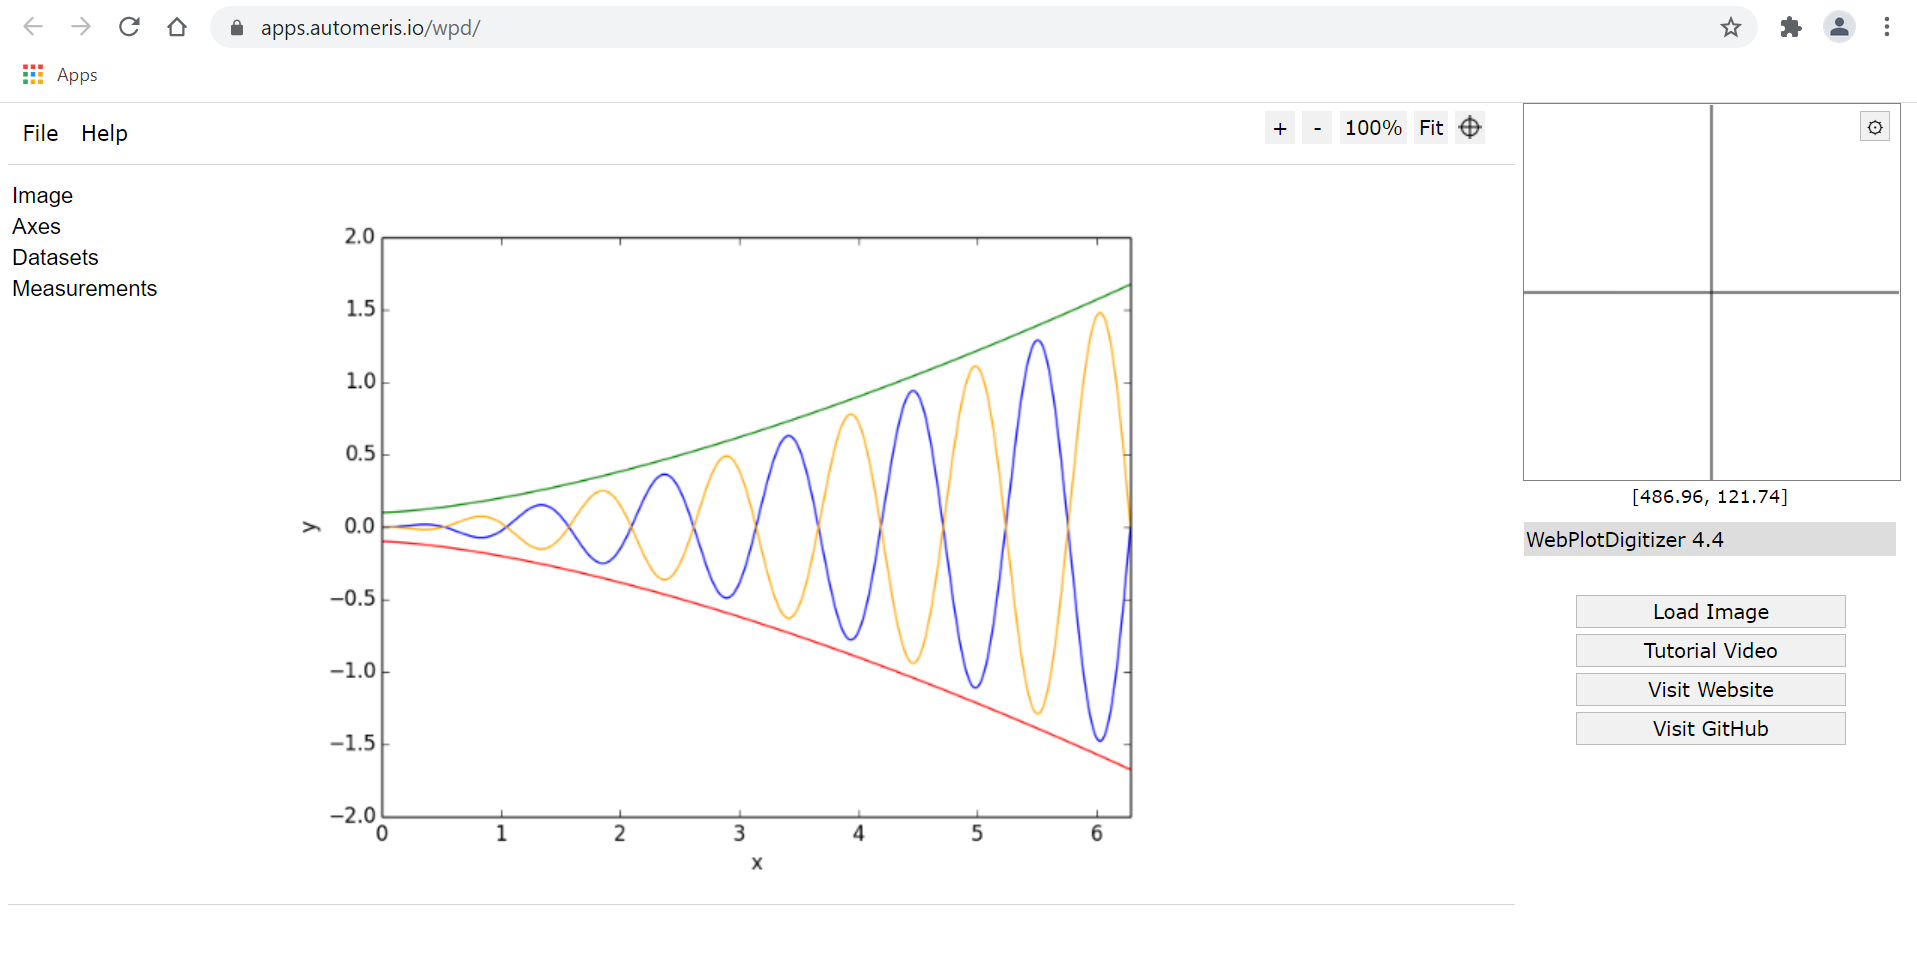 apps.automeris.io/wpd/
Apps
File Help
+ - 100% Fit
Image
Axes
Datasets
Measurements
2.0
1.5
1.0
0.5
0.0
−0.5
−1.0
−1.5
−2.0
y
0 1 2 3 4 5 6
x
[486.96, 121.74]
WebPlotDigitizer 4.4
Load Image
Tutorial Video
Visit Website
Visit GitHub